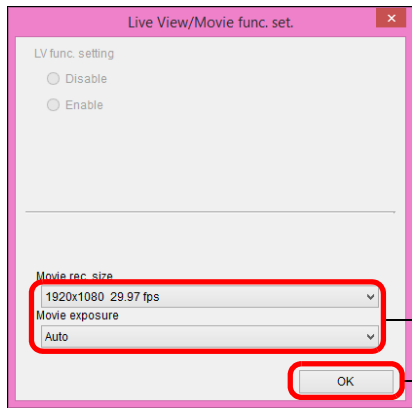 Live View/Movie func. set.
LV func. setting
Disable
Enable
Movie rec. size
1920x1080 29.97 fps
Movie exposure
Auto
OK